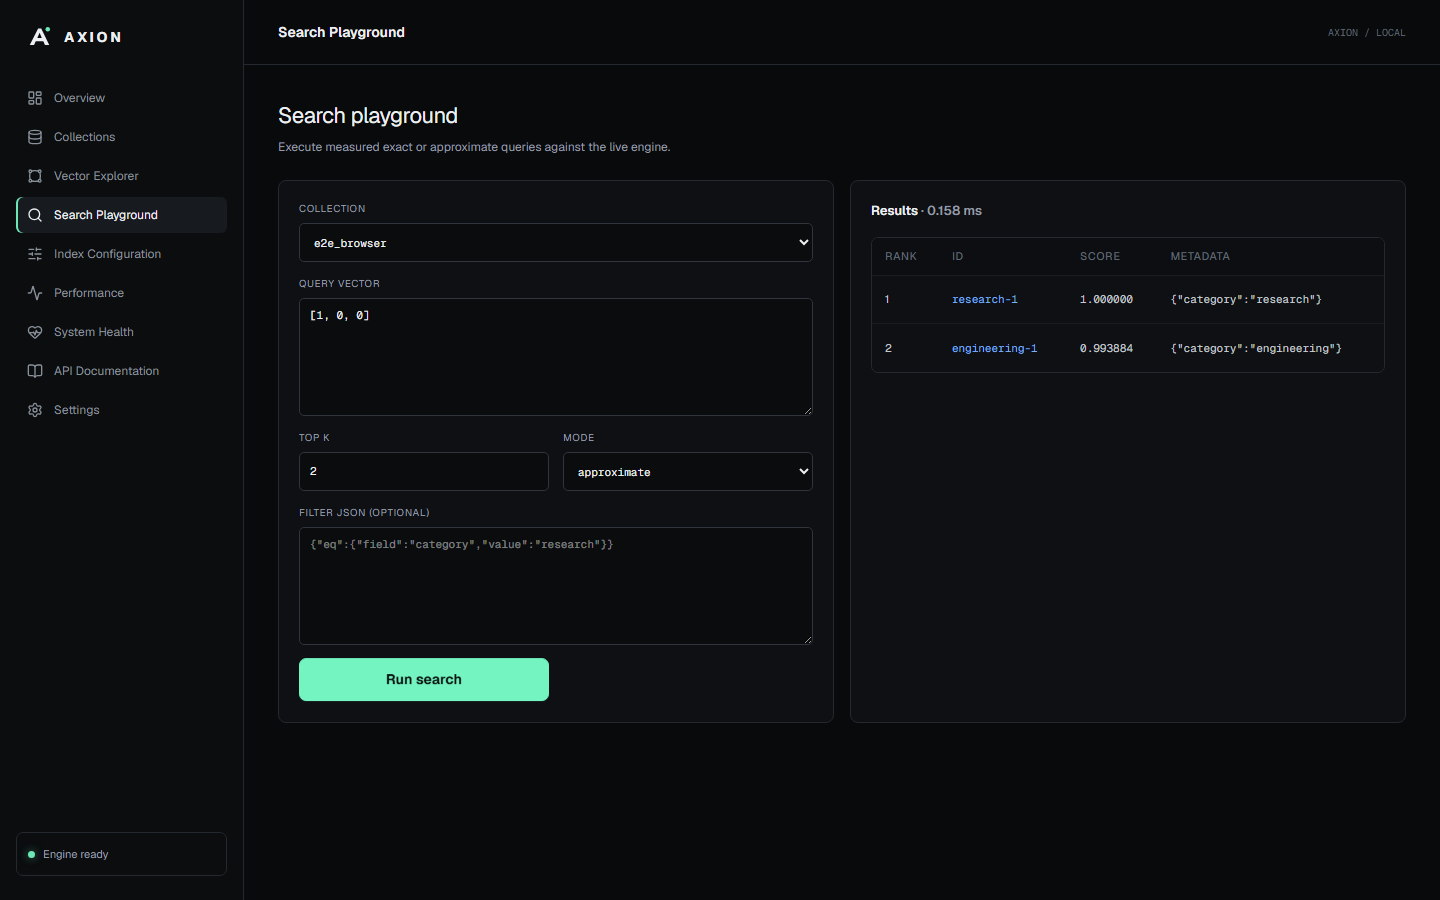 AXION
Overview
Collections
Vector Explorer
Search Playground
Index Configuration
Performance
System Health
API Documentation
Settings
Engine ready
Search Playground
AXION / LOCAL
Search playground
Execute measured exact or approximate queries against the live engine.
COLLECTION
e2e_browser
QUERY VECTOR
[1, 0, 0]
TOP K
MODE
2
approximate
FILTER JSON (OPTIONAL)
{"eq":{"field":"category","value":"research"}}
Run search
Results · 0.158 ms
RANK ID SCORE METADATA
1 research-1 1.000000 {"category":"research"}
2 engineering-1 0.993884 {"category":"engineering"}